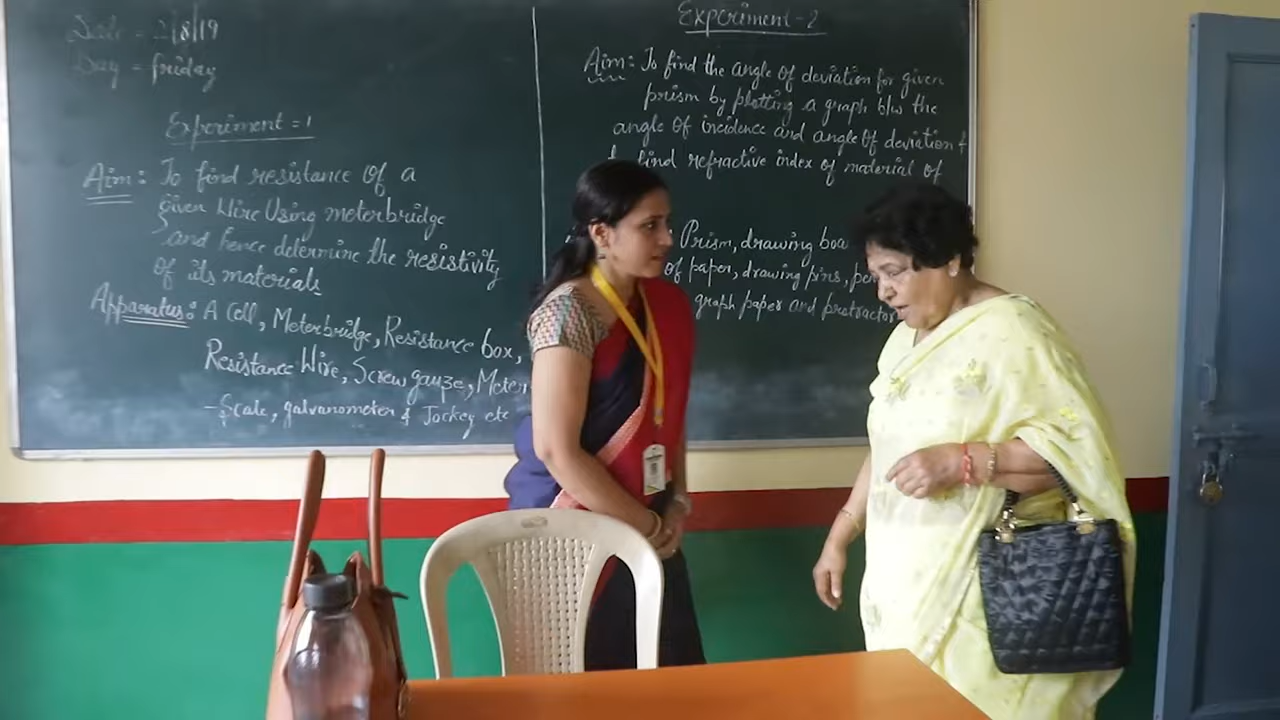 Date = 2/8/19
Day = friday
Experiment = 1
Aim: To find resistance of a
given Wire Using meterbridge
and hence determine the resistivity
of its materials
Apparatus: A Cell, Meterbridge, Resistance box,
Resistance Wire, Screw gauge, Meter
- Scale, galvanometer & Jockey etc
Experiment - 2
Aim: To find the angle of deviation for given
prism by plotting a graph b/w the
angle of incidence and angle of deviation &
find refractive index of material of
Prism, drawing boa
of paper, drawing pins, pe
graph paper and protractor